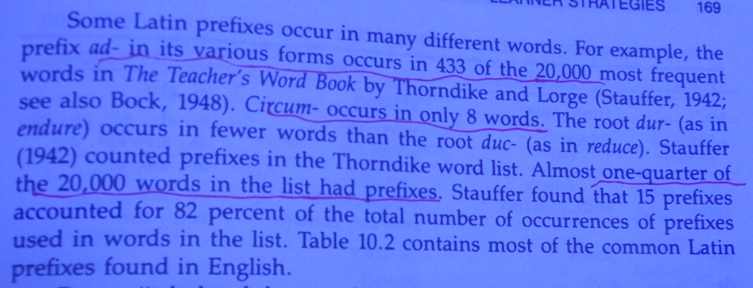 LEARNER STRATEGIES 169
Some Latin prefixes occur in many different words. For example, the
prefix ad- in its various forms occurs in 433 of the 20,000 most frequent
words in The Teacher's Word Book by Thorndike and Lorge (Stauffer, 1942;
see also Bock, 1948). Circum- occurs in only 8 words. The root dur- (as in
endure) occurs in fewer words than the root duc- (as in reduce). Stauffer
(1942) counted prefixes in the Thorndike word list. Almost one-quarter of
the 20,000 words in the list had prefixes. Stauffer found that 15 prefixes
accounted for 82 percent of the total number of occurrences of prefixes
used in words in the list. Table 10.2 contains most of the common Latin
prefixes found in English.